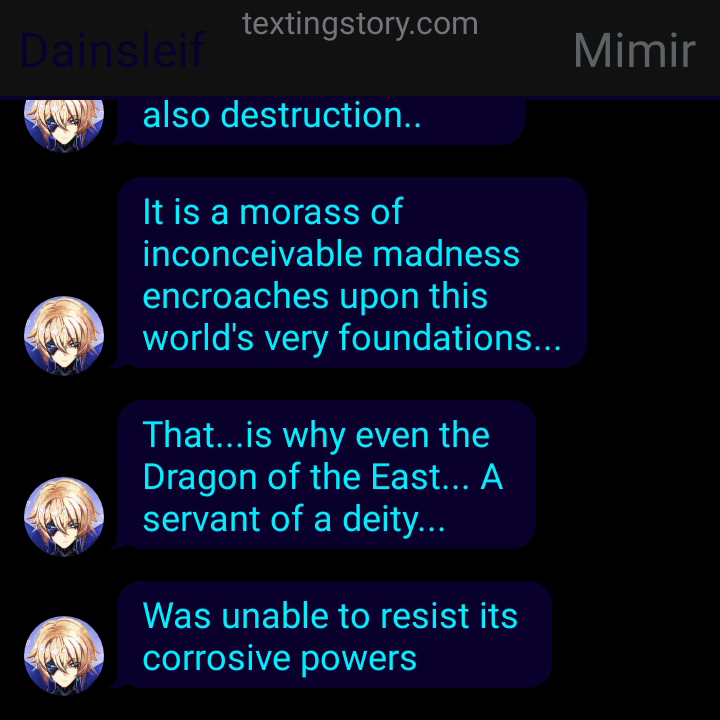 textingstory.com
Dainsleif
Mimir
also destruction..
It is a morass of
inconceivable madness
encroaches upon this
world's very foundations...
That...is why even the
Dragon of the East... A
servant of a deity...
Was unable to resist its
corrosive powers